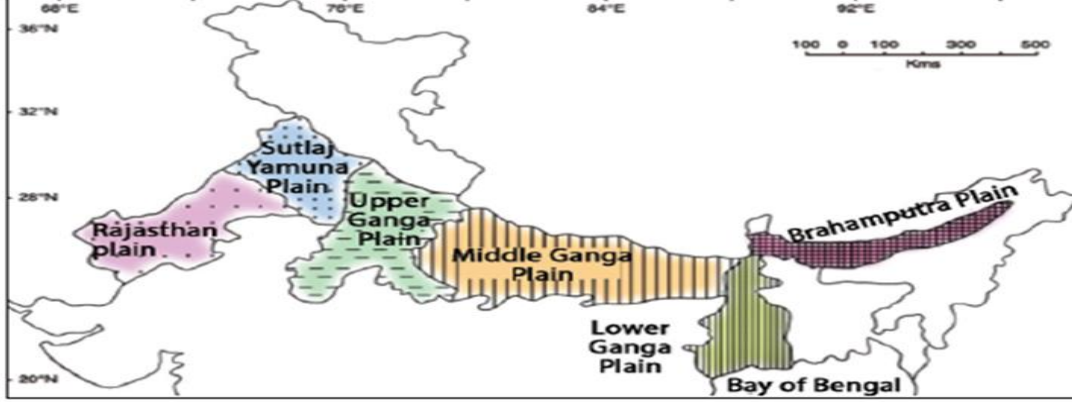 68°E 76°E 84°E 92°E
36°N
100 0 100 300 500
Kms
32°N
Sutlaj
Yamuna
Plain
28°N
Upper
Ganga
Plain
Brahamputra Plain
Rajasthan
plain
Middle Ganga
Plain
Lower
Ganga
Plain
20°N
Bay of Bengal